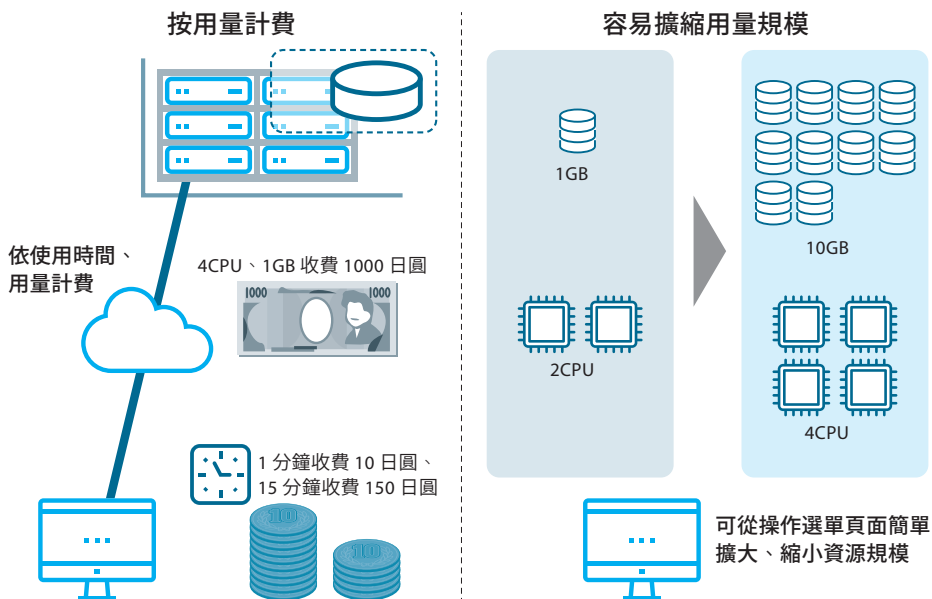 按用量計費
依使用時間、
用量計費
4CPU、1GB 收費 1000 日圓
1000
1000
1 分鐘收費 10 日圓、
15 分鐘收費 150 日圓
10
10
容易擴縮用量規模
1GB
10GB
2CPU
4CPU
可從操作選單頁面簡單
擴大、縮小資源規模